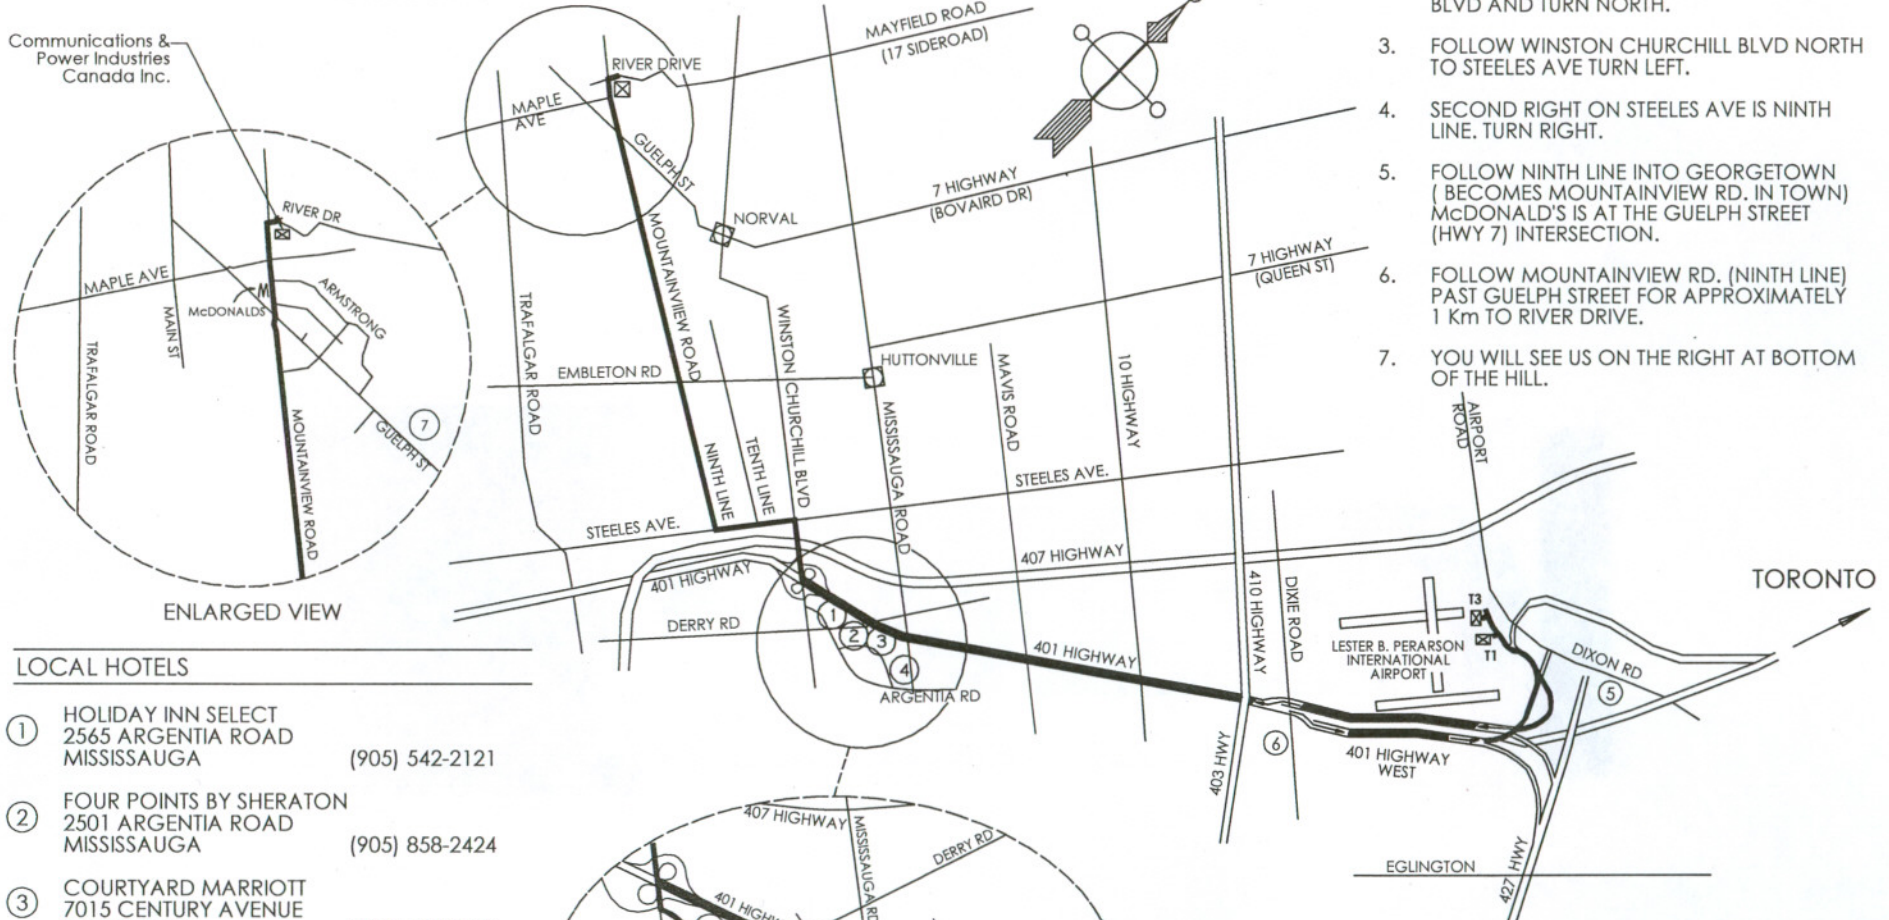 Communications &
Power Industries
Canada Inc.
RIVER DR
MAPLE AVE
McDONALDS
M
ARMSTRONG
MAIN ST
TRAFALGAR ROAD
MOUNTAINVIEW ROAD
GUELPH ST
7
ENLARGED VIEW
RIVER DRIVE
MAPLE
AVE
GUELPH ST
MAYFIELD ROAD
(17 SIDEROAD)
NORVAL
7 HIGHWAY
(BOVAIRD DR)
7 HIGHWAY
(QUEEN ST)
MOUNTAINVIEW ROAD
TRAFALGAR ROAD
EMBLETON RD
HUTTONVILLE
WINSTON CHURCHILL BLVD
NINTH LINE
TENTH LINE
MISSISSAUGA ROAD
MAVIS ROAD
10 HIGHWAY
STEELES AVE.
STEELES AVE.
401 HIGHWAY
407 HIGHWAY
DERRY RD
1
2
3
4
ARGENTIA RD
401 HIGHWAY
410 HIGHWAY
DIXIE ROAD
403 HWY
6
401 HIGHWAY
WEST
AIRPORT
ROAD
T3
T1
LESTER B. PERARSON
INTERNATIONAL
AIRPORT
DIXON RD
5
TORONTO
EGLINGTON
427 HWY
BLVD AND TURN NORTH.
3. FOLLOW WINSTON CHURCHILL BLVD NORTH
TO STEELES AVE TURN LEFT.
4. SECOND RIGHT ON STEELES AVE IS NINTH
LINE. TURN RIGHT.
5. FOLLOW NINTH LINE INTO GEORGETOWN
( BECOMES MOUNTAINVIEW RD. IN TOWN)
McDONALD'S IS AT THE GUELPH STREET
(HWY 7) INTERSECTION.
6. FOLLOW MOUNTAINVIEW RD. (NINTH LINE)
PAST GUELPH STREET FOR APPROXIMATELY
1 Km TO RIVER DRIVE.
7. YOU WILL SEE US ON THE RIGHT AT BOTTOM
OF THE HILL.
LOCAL HOTELS
1 HOLIDAY INN SELECT
2565 ARGENTIA ROAD
MISSISSAUGA (905) 542-2121
2 FOUR POINTS BY SHERATON
2501 ARGENTIA ROAD
MISSISSAUGA (905) 858-2424
3 COURTYARD MARRIOTT
7015 CENTURY AVENUE
407 HIGHWAY
MISSISSAUGA RD
DERRY RD
401